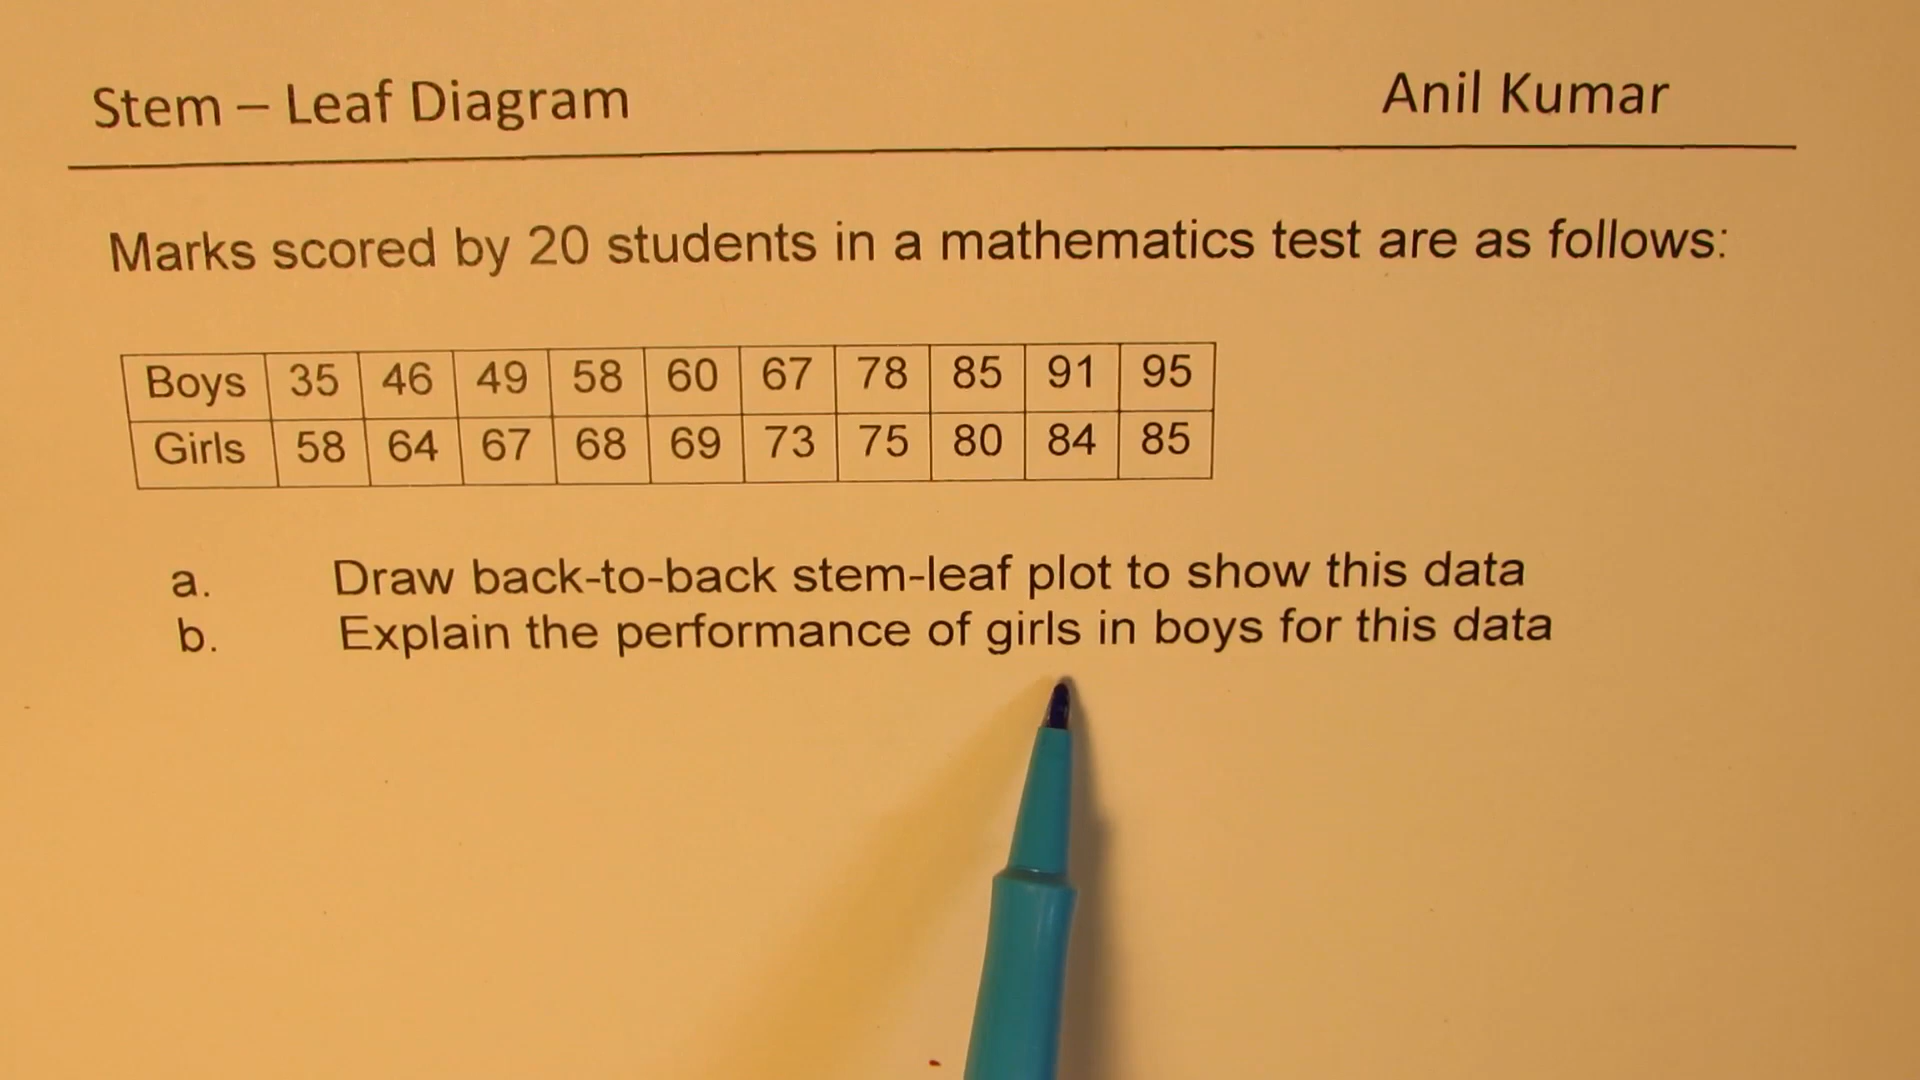 Stem – Leaf Diagram Anil Kumar
Marks scored by 20 students in a mathematics test are as follows:
Boys 35 46 49 58 60 67 78 85 91 95
Girls 58 64 67 68 69 73 75 80 84 85
a. Draw back-to-back stem-leaf plot to show this data
b. Explain the performance of girls in boys for this data